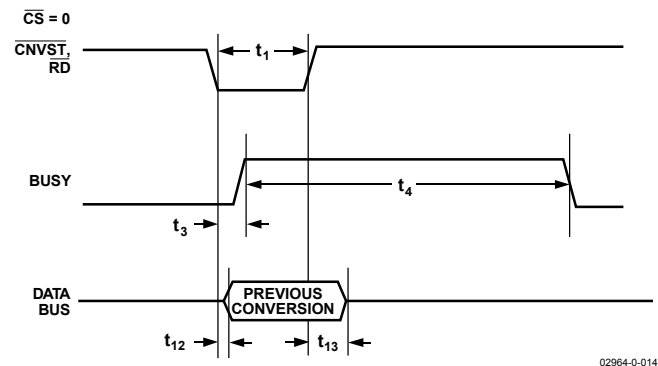 CS = 0
CNVST,
RD
t1
BUSY
t4
t3
DATA
BUS
PREVIOUS
CONVERSION
t12
t13
02964-0-014